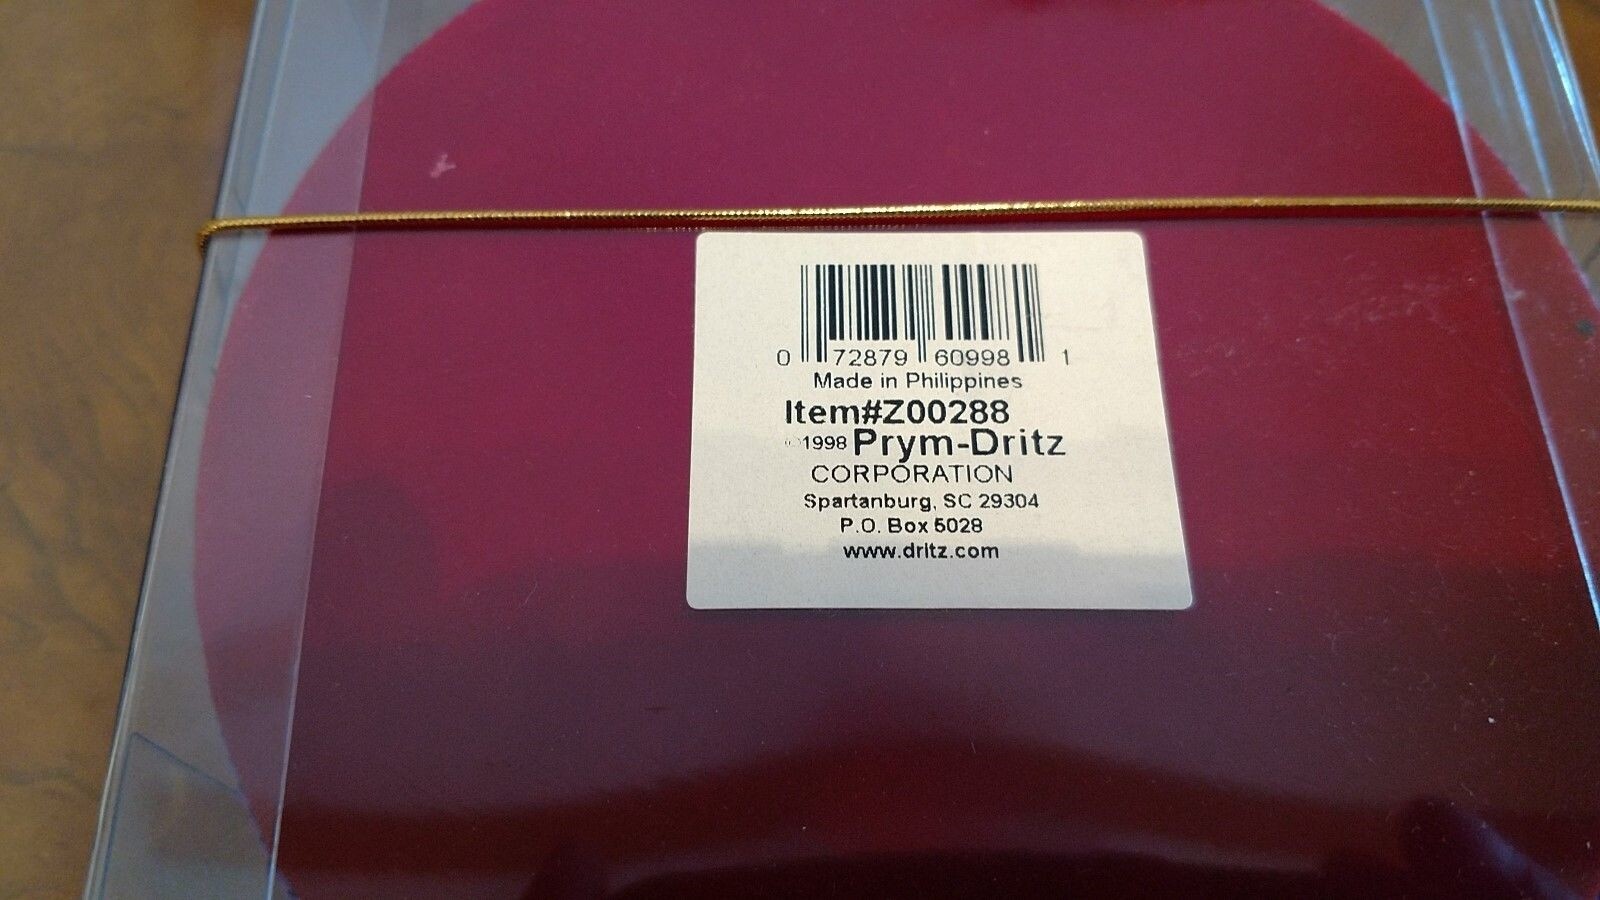 0 72879 60998 1
Made in Philippines
Item#Z00288
©1998 Prym-Dritz
CORPORATION
Spartanburg, SC 29304
P.O. Box 5028
www.dritz.com